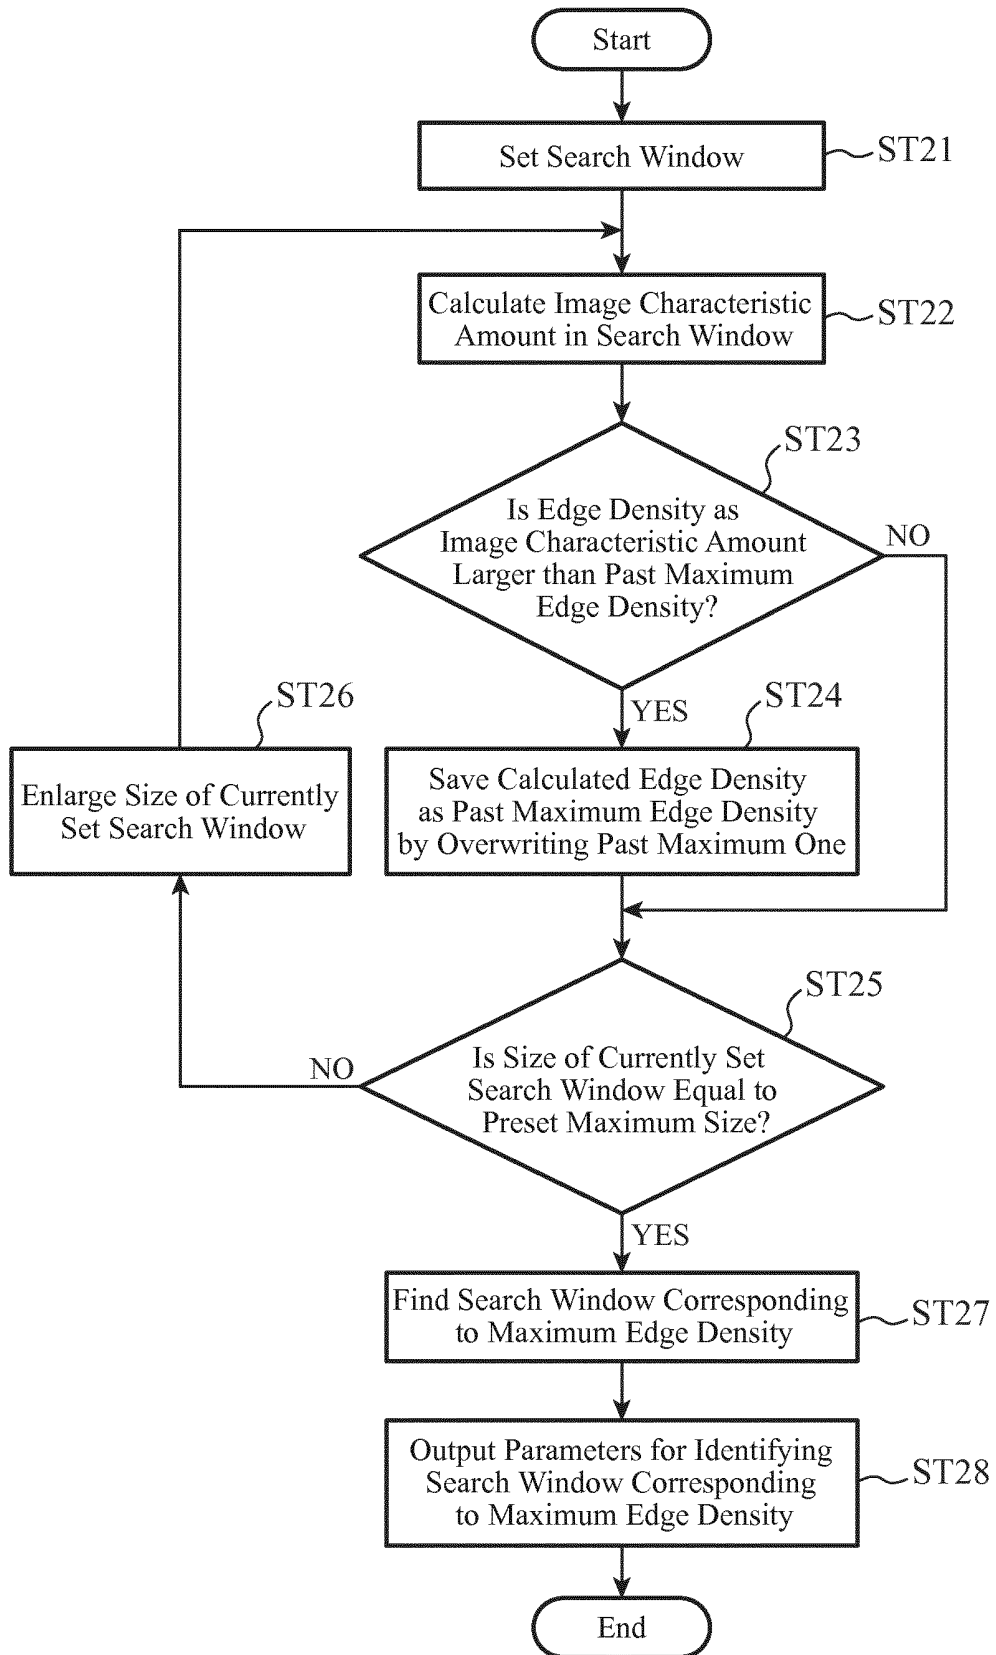 Start
Set Search Window
ST21
Calculate Image Characteristic
Amount in Search Window
ST22
ST23
Is Edge Density as
Image Characteristic Amount
Larger than Past Maximum
Edge Density?
NO
YES
ST24
Save Calculated Edge Density
as Past Maximum Edge Density
by Overwriting Past Maximum One
ST26
Enlarge Size of Currently
Set Search Window
ST25
Is Size of Currently Set
Search Window Equal to
Preset Maximum Size?
NO
YES
Find Search Window Corresponding
to Maximum Edge Density
ST27
Output Parameters for Identifying
Search Window Corresponding
to Maximum Edge Density
ST28
End